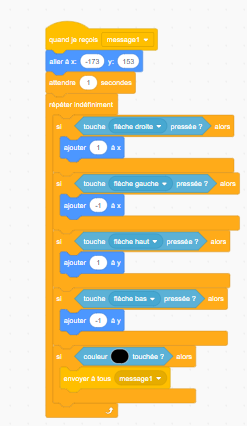 quand je reçois message1
aller à x: -173 y: 153
attendre 1 secondes
répéter indéfiniment
si touche flèche droite pressée ? alors
ajouter 1 à x
si touche flèche gauche pressée ? alors
ajouter -1 à x
si touche flèche haut pressée ? alors
ajouter 1 à y
si touche flèche bas pressée ? alors
ajouter -1 à y
si couleur touchée ? alors
envoyer à tous message1